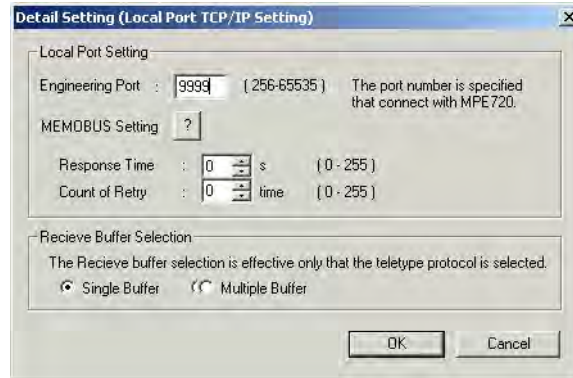 Detail Setting (Local Port TCP/IP Setting)
Local Port Setting
Engineering Port : 9999 ( 256-65535 ) The port number is specified
that connect with MPE720.
MEMOBUS Setting ?
Response Time : 0 s ( 0 - 255 )
Count of Retry : 0 time ( 0 - 255 )
Recieve Buffer Selection
The Recieve buffer selection is effective only that the teletype protocol is selected.
Single Buffer Multiple Buffer
OK Cancel